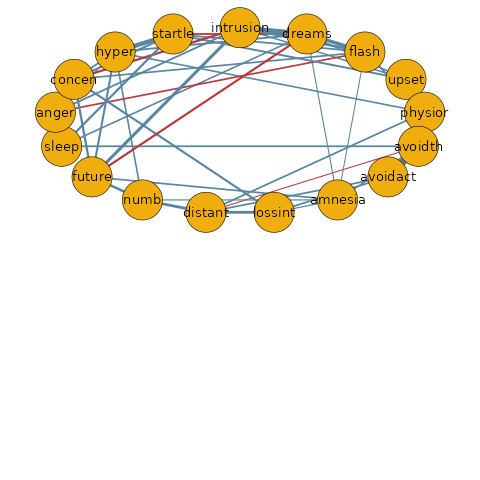 intrusion
startle
dreams
hyper
flash
concen
upset
anger
physior
sleep
avoidth
future
avoidact
numb
amnesia
distant
lossint